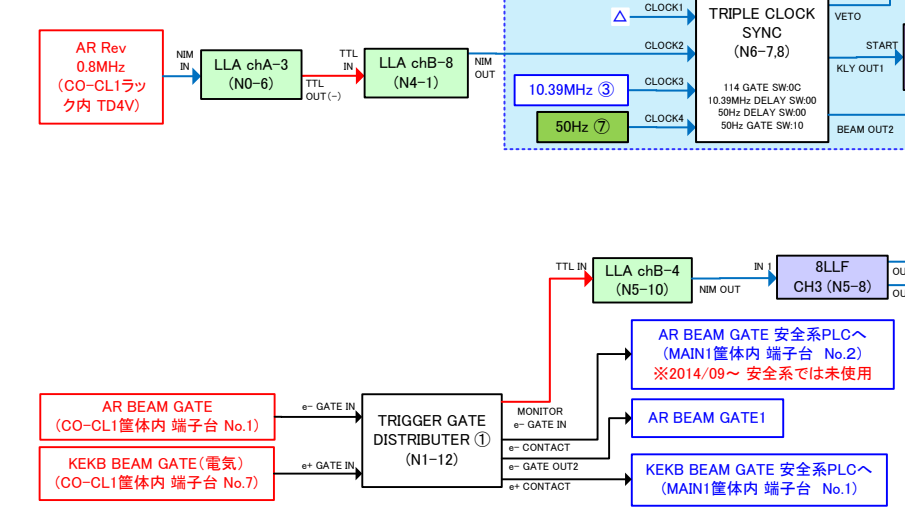 CLOCK1
△
TRIPLE CLOCK
SYNC
(N6-7,8)
114 GATE SW:0C
10.39MHz DELAY SW:00
50Hz DELAY SW:00
50Hz GATE SW:10
VETO
START
KLY OUT1
BEAM OUT2
AR Rev
0.8MHz
(CO-CL1ラッ
ク内 TD4V)
NIM
IN
LLA chA-3
(N0-6)
TTL
OUT(-)
TTL
IN
LLA chB-8
(N4-1)
NIM
OUT
CLOCK2
10.39MHz ③
CLOCK3
50Hz ⑦
CLOCK4
TTL IN
LLA chB-4
(N5-10)
NIM OUT
IN 1
8LLF
CH3 (N5-8)
OU
OU
AR BEAM GATE 安全系PLCへ
(MAIN1筐体内 端子台 No.2)
※2014/09～ 安全系では未使用
AR BEAM GATE
(CO-CL1筐体内 端子台 No.1)
e- GATE IN
KEKB BEAM GATE(電気)
(CO-CL1筐体内 端子台 No.7)
e+ GATE IN
TRIGGER GATE
DISTRIBUTER ①
(N1-12)
MONITOR
e- GATE IN
e- CONTACT
e- GATE OUT2
e+ CONTACT
AR BEAM GATE1
KEKB BEAM GATE 安全系PLCへ
(MAIN1筐体内 端子台 No.1)